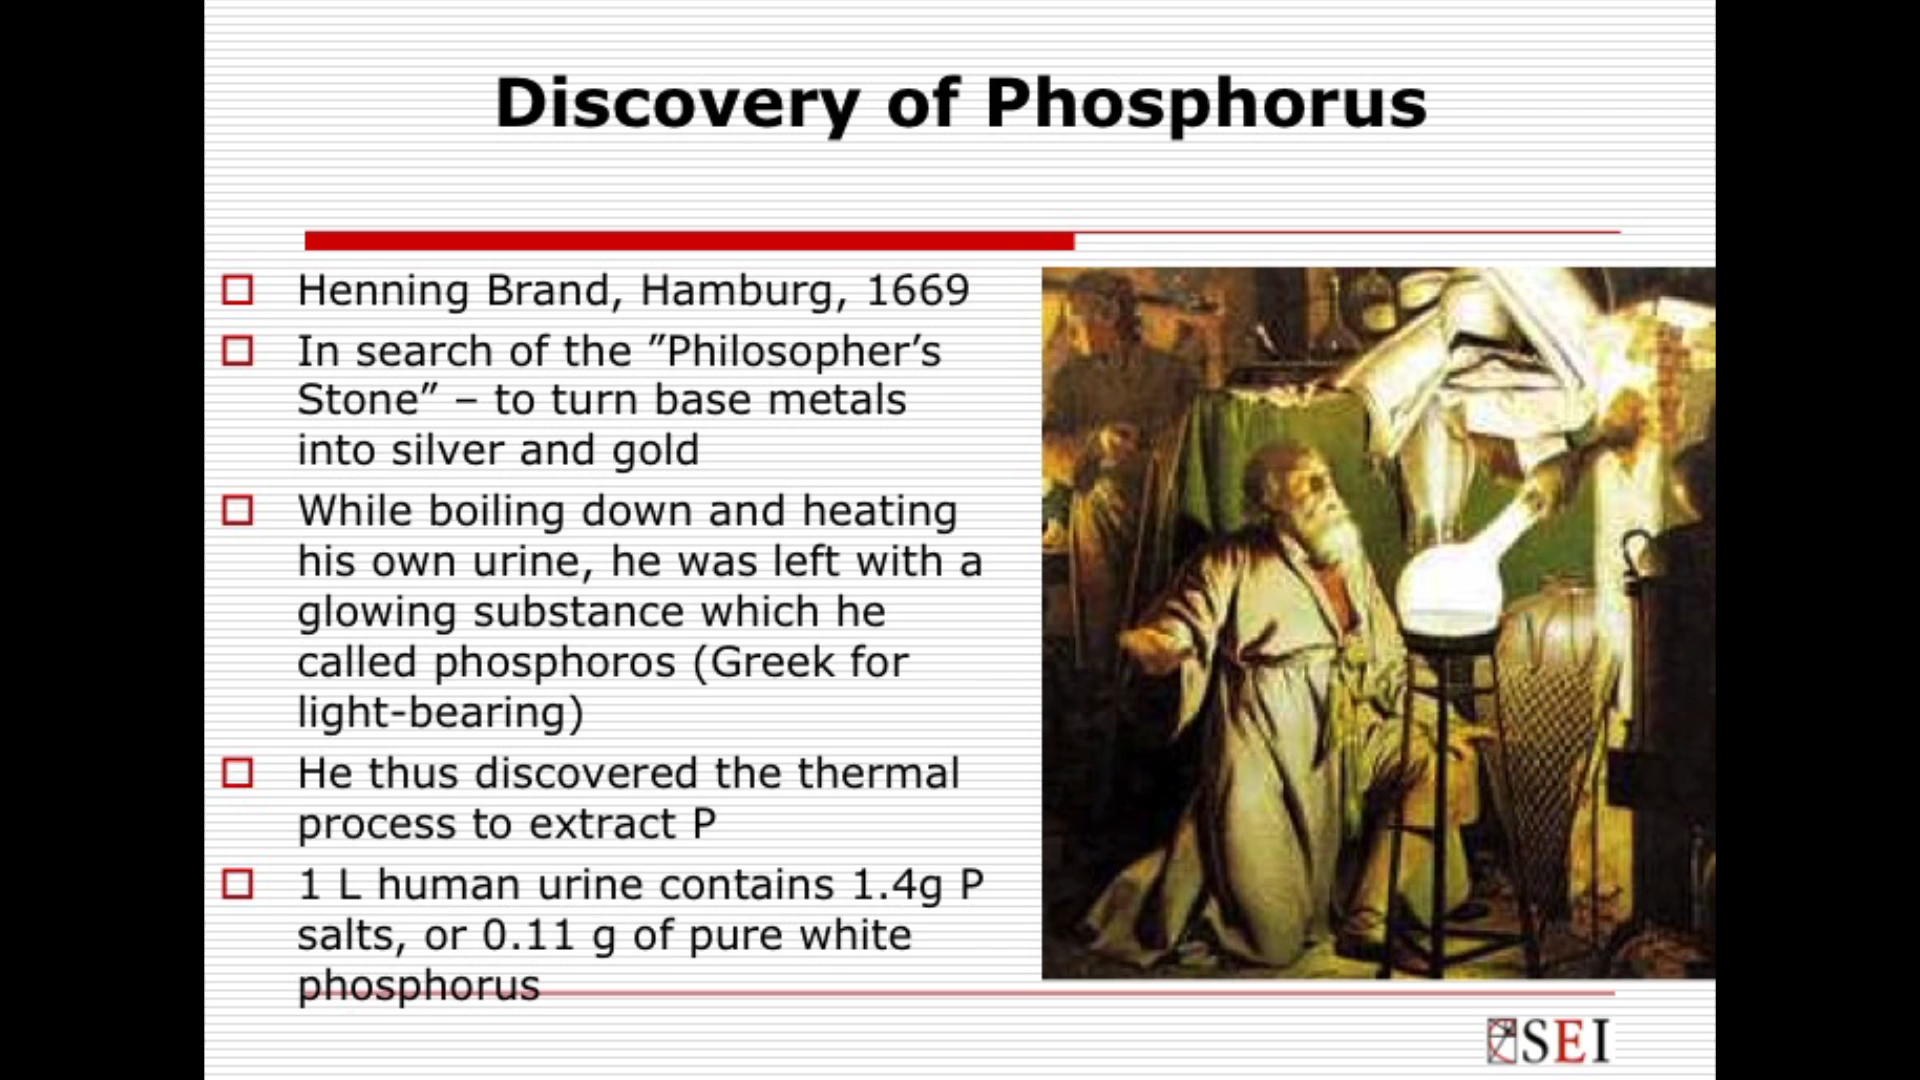 Discovery of Phosphorus
Henning Brand, Hamburg, 1669
In search of the ”Philosopher’s
Stone” – to turn base metals
into silver and gold
While boiling down and heating
his own urine, he was left with a
glowing substance which he
called phosphoros (Greek for
light-bearing)
He thus discovered the thermal
process to extract P
1 L human urine contains 1.4g P
salts, or 0.11 g of pure white
phosphorus
SEI